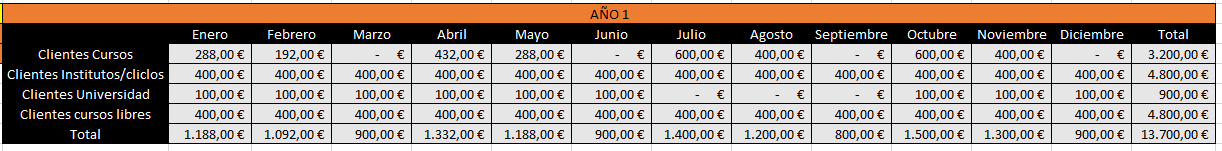 AÑO 1
Enero Febrero Marzo Abril Mayo Junio Julio Agosto Septiembre Octubre Noviembre Diciembre Total
Clientes Cursos 288,00 € 192,00 € - € 432,00 € 288,00 € - € 600,00 € 400,00 € - € 600,00 € 400,00 € - € 3.200,00 €
Clientes Institutos/cliclos 400,00 € 400,00 € 400,00 € 400,00 € 400,00 € 400,00 € 400,00 € 400,00 € 400,00 € 400,00 € 400,00 € 400,00 € 4.800,00 €
Clientes Universidad 100,00 € 100,00 € 100,00 € 100,00 € 100,00 € 100,00 € - € - € - € 100,00 € 100,00 € 100,00 € 900,00 €
Clientes cursos libres 400,00 € 400,00 € 400,00 € 400,00 € 400,00 € 400,00 € 400,00 € 400,00 € 400,00 € 400,00 € 400,00 € 400,00 € 4.800,00 €
Total 1.188,00 € 1.092,00 € 900,00 € 1.332,00 € 1.188,00 € 900,00 € 1.400,00 € 1.200,00 € 800,00 € 1.500,00 € 1.300,00 € 900,00 € 13.700,00 €